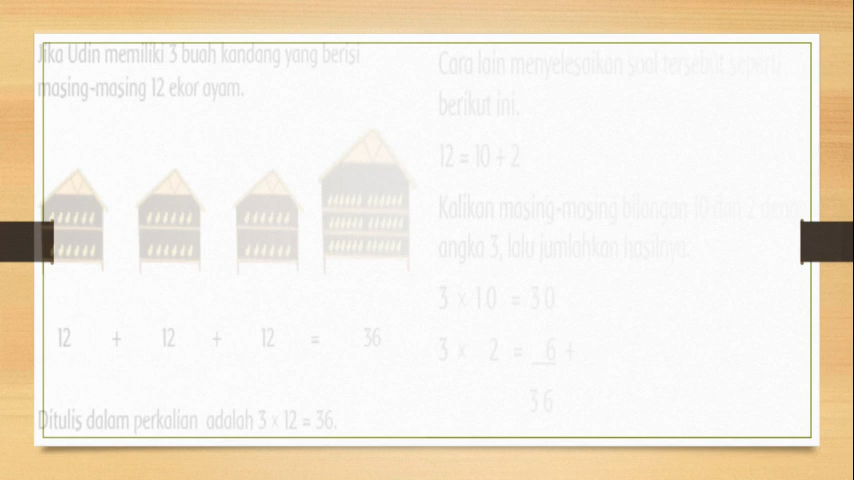 Jika Udin memiliki 3 buah kandang yang berisi
masing-masing 12 ekor ayam.
12 + 12 + 12 = 36
Ditulis dalam perkalian adalah 3 × 12 = 36.
Cara lain menyelesaikan soal tersebut seperti
berikut ini.
12 = 10 + 2
Kalikan masing-masing bilangan 10 dan 2
angka 3, lalu jumlahkan hasilnya.
3 × 10 = 30
3 × 2 = 6 +
36